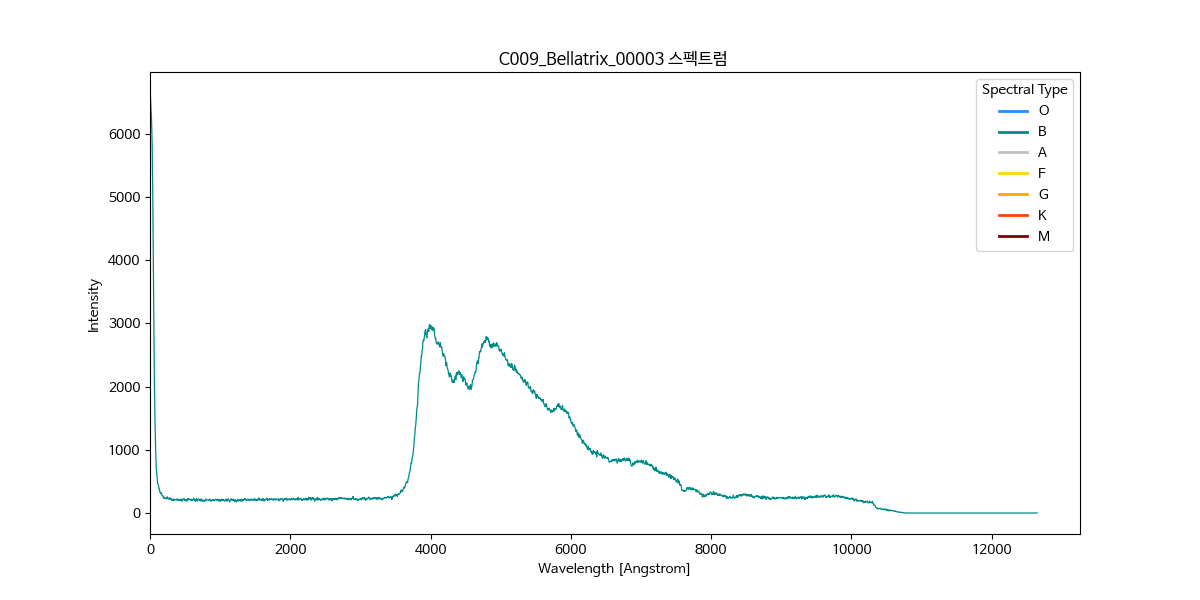 C009_Bellatrix_00003 스펙트럼
Spectral Type
O
B
A
F
G
K
M
Intensity
6000
5000
4000
3000
2000
1000
0
0 2000 4000 6000 8000 10000 12000
Wavelength [Angstrom]